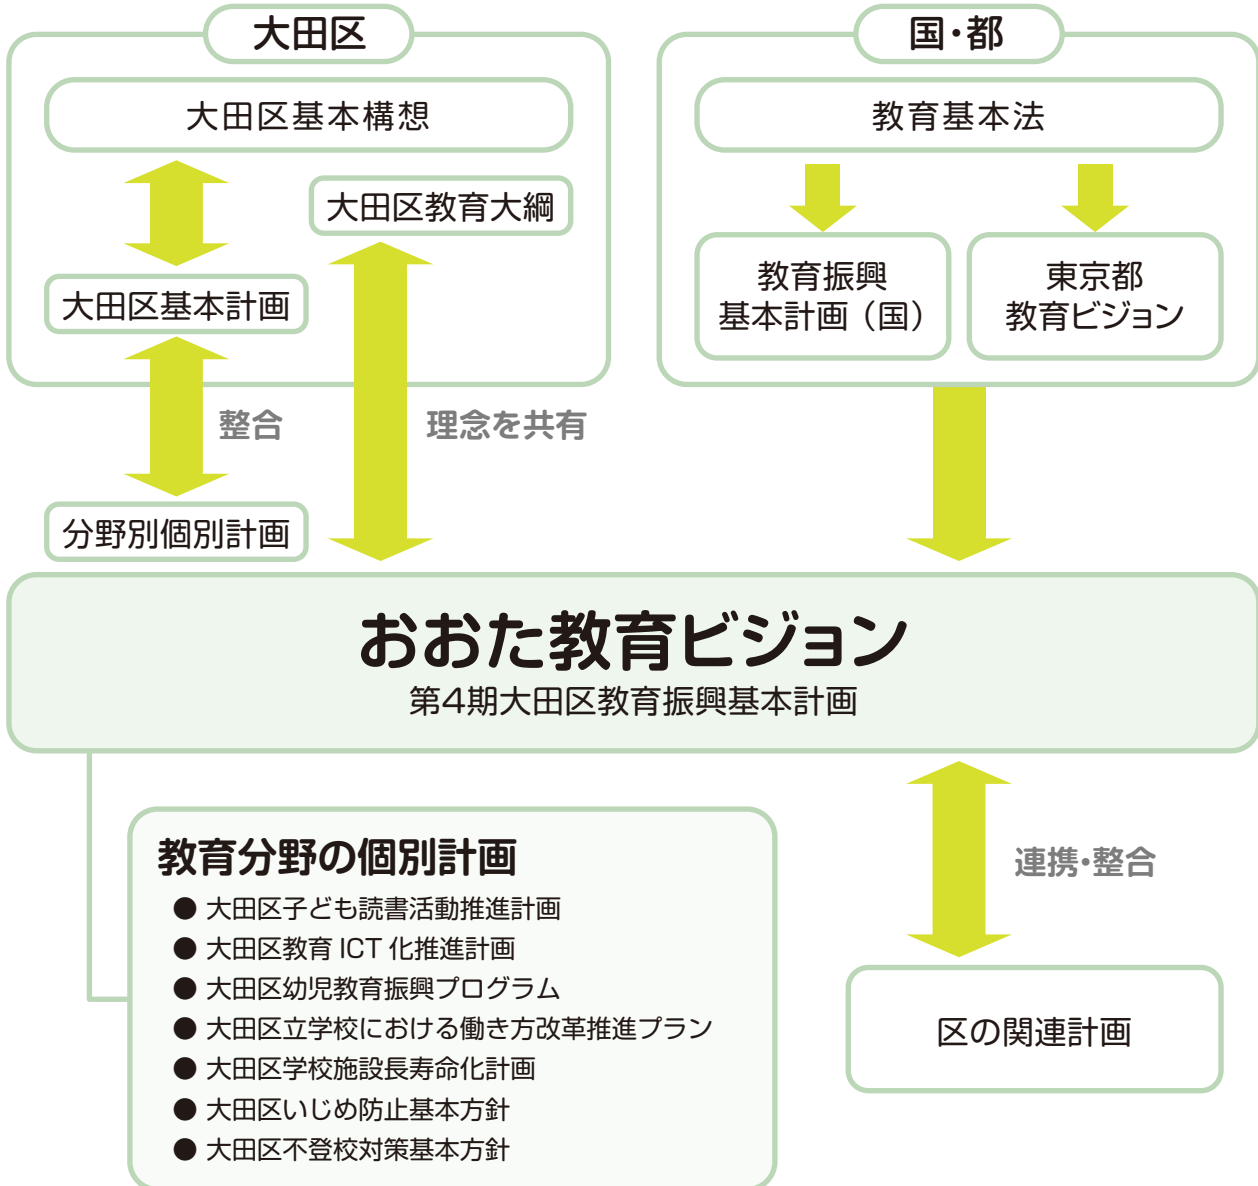 大田区
大田区基本構想
大田区教育大綱
大田区基本計画
整合
理念を共有
分野別個別計画
国・都
教育基本法
教育振興
基本計画（国）
東京都
教育ビジョン
おおた教育ビジョン
第4期大田区教育振興基本計画
教育分野の個別計画
● 大田区子ども読書活動推進計画
● 大田区教育 ICT 化推進計画
● 大田区幼児教育振興プログラム
● 大田区立学校における働き方改革推進プラン
● 大田区学校施設長寿命化計画
● 大田区いじめ防止基本方針
● 大田区不登校対策基本方針
連携・整合
区の関連計画